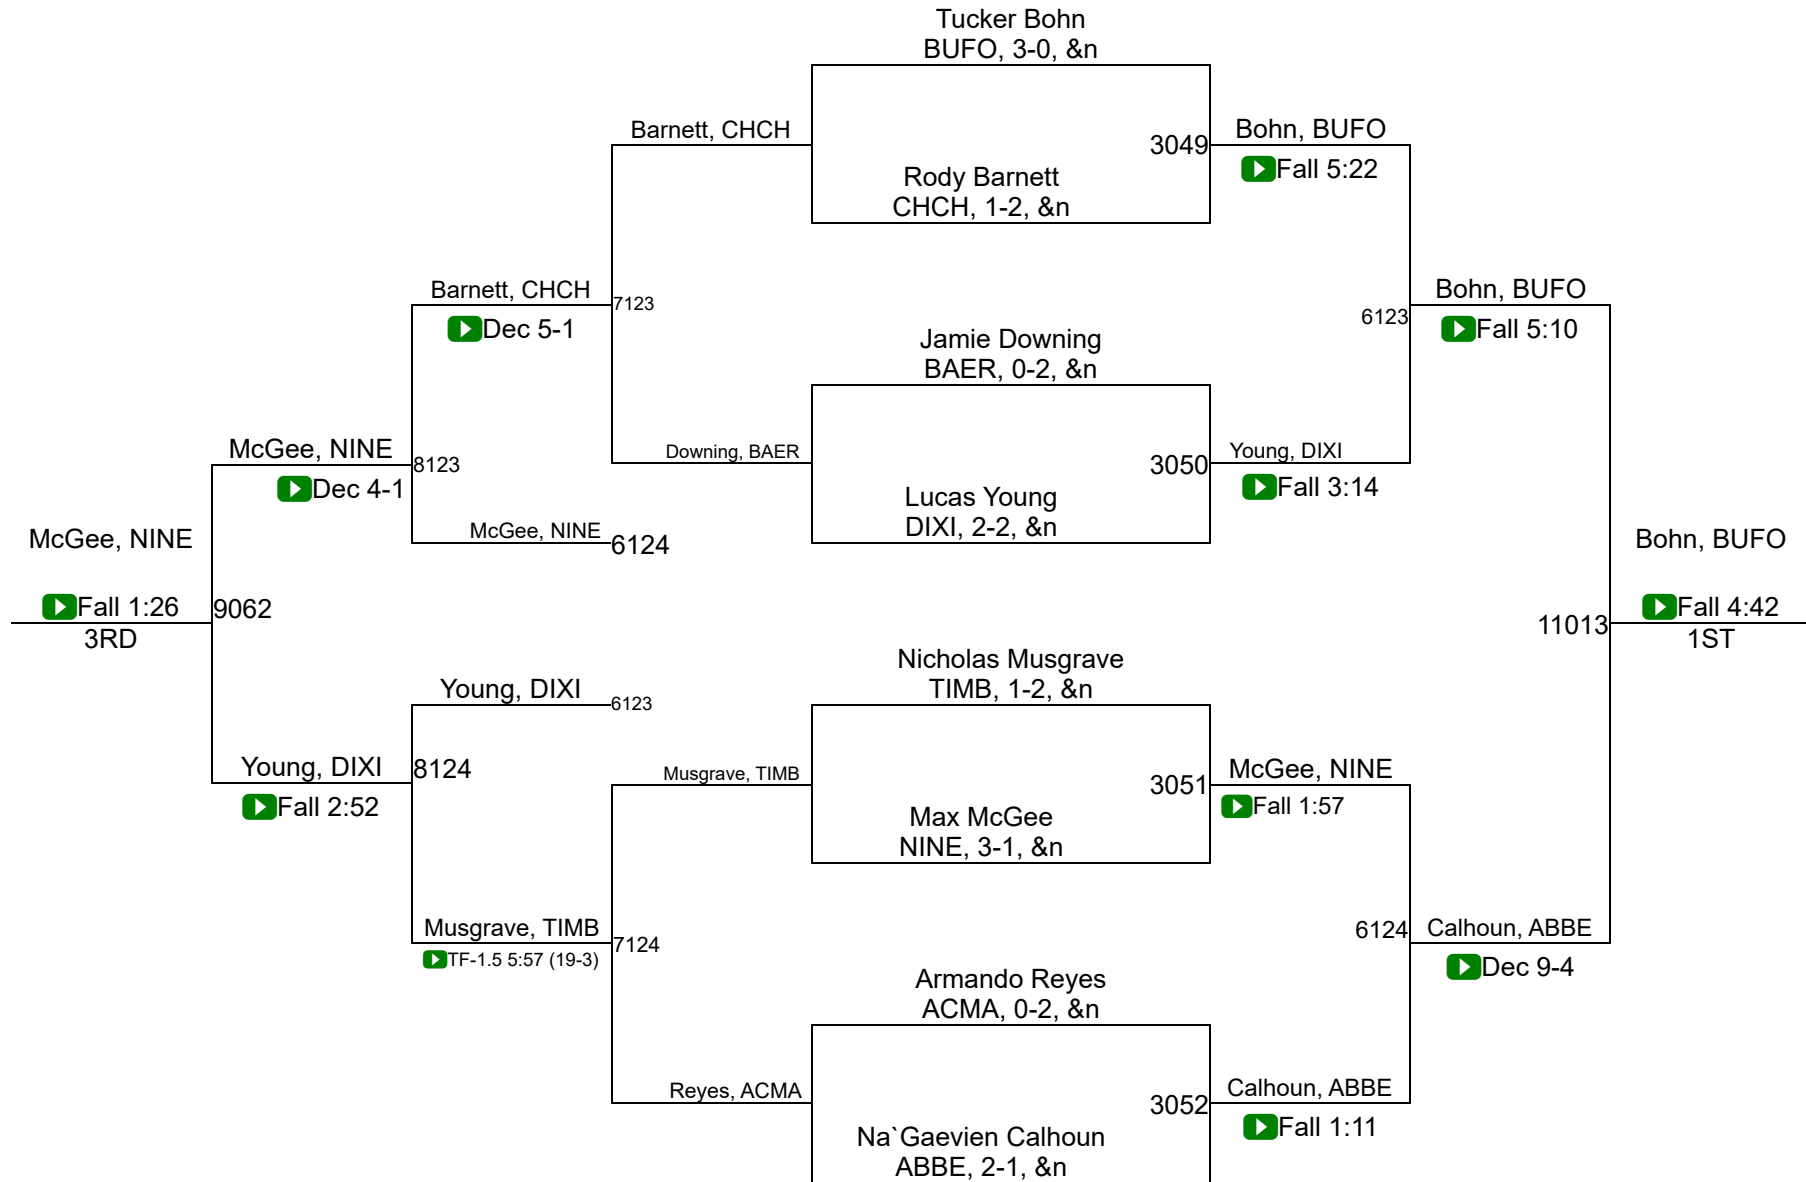 Tucker Bohn
BUFO, 3-0, &n
Barnett, CHCH
3049
Bohn, BUFO
Fall 5:22
Rody Barnett
CHCH, 1-2, &n
Barnett, CHCH
7123
Dec 5-1
6123
Bohn, BUFO
Fall 5:10
Jamie Downing
BAER, 0-2, &n
McGee, NINE
8123
Dec 4-1
Downing, BAER
3050
Young, DIXI
Fall 3:14
Lucas Young
DIXI, 2-2, &n
McGee, NINE
6124
McGee, NINE
Fall 1:26
3RD
9062
Bohn, BUFO
11013
Fall 4:42
1ST
Nicholas Musgrave
TIMB, 1-2, &n
Young, DIXI
6123
Young, DIXI
8124
Fall 2:52
Musgrave, TIMB
3051
McGee, NINE
Fall 1:57
Max McGee
NINE, 3-1, &n
Musgrave, TIMB
7124
TF-1.5 5:57 (19-3)
6124
Calhoun, ABBE
Dec 9-4
Armando Reyes
ACMA, 0-2, &n
Reyes, ACMA
3052
Calhoun, ABBE
Fall 1:11
Na`Gaevien Calhoun
ABBE, 2-1, &n